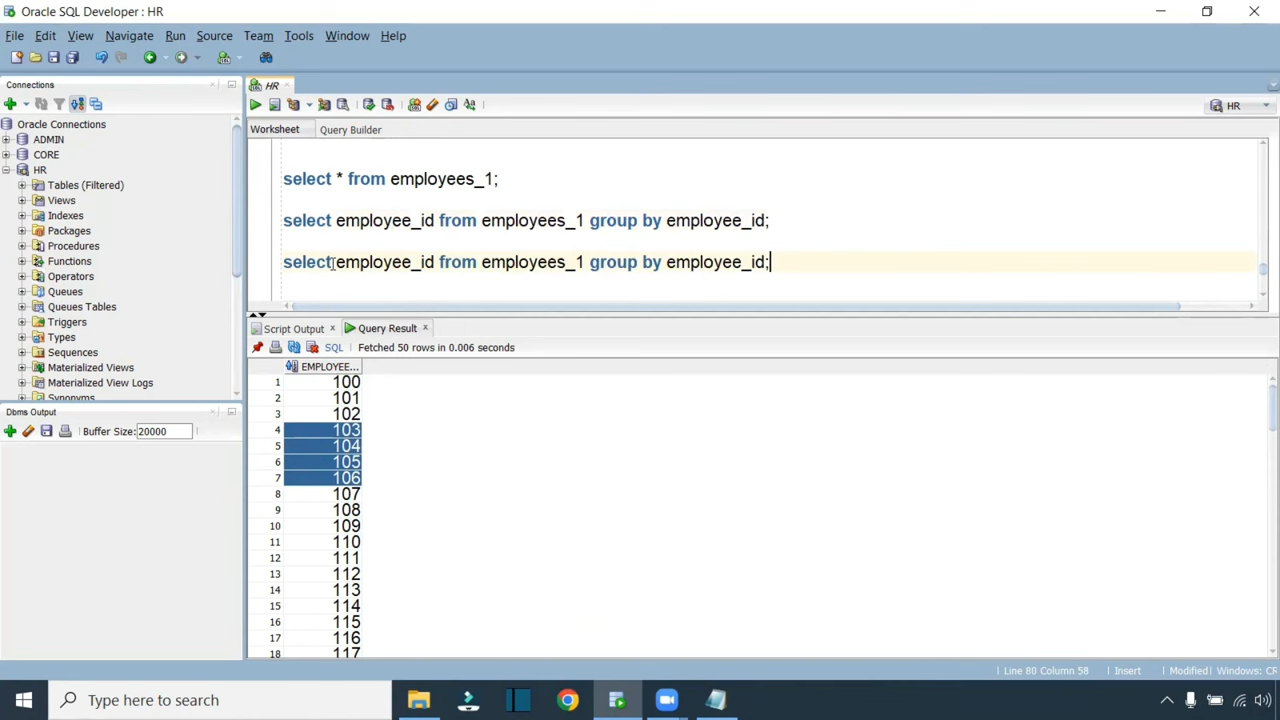 Oracle SQL Developer : HR
File Edit View Navigate Run Source Team Tools Window Help
Connections
HR
HR
Worksheet Query Builder
Oracle Connections
ADMIN
CORE
HR
Tables (Filtered)
Views
Indexes
Packages
Procedures
Functions
Operators
Queues
Queues Tables
Triggers
Types
Sequences
Materialized Views
Materialized View Logs
Synonyms
select * from employees_1;
select employee_id from employees_1 group by employee_id;
select employee_id from employees_1 group by employee_id;
Script Output × Query Result ×
SQL Fetched 50 rows in 0.006 seconds
EMPLOYEE...
1 100
2 101
3 102
4 103
5 104
6 105
7 106
8 107
9 108
10 109
11 110
12 111
13 112
14 113
15 114
16 115
17 116
18 117
Dbms Output
Buffer Size: 20000
Line 80 Column 58 Insert Modified Windows: CR
Type here to search